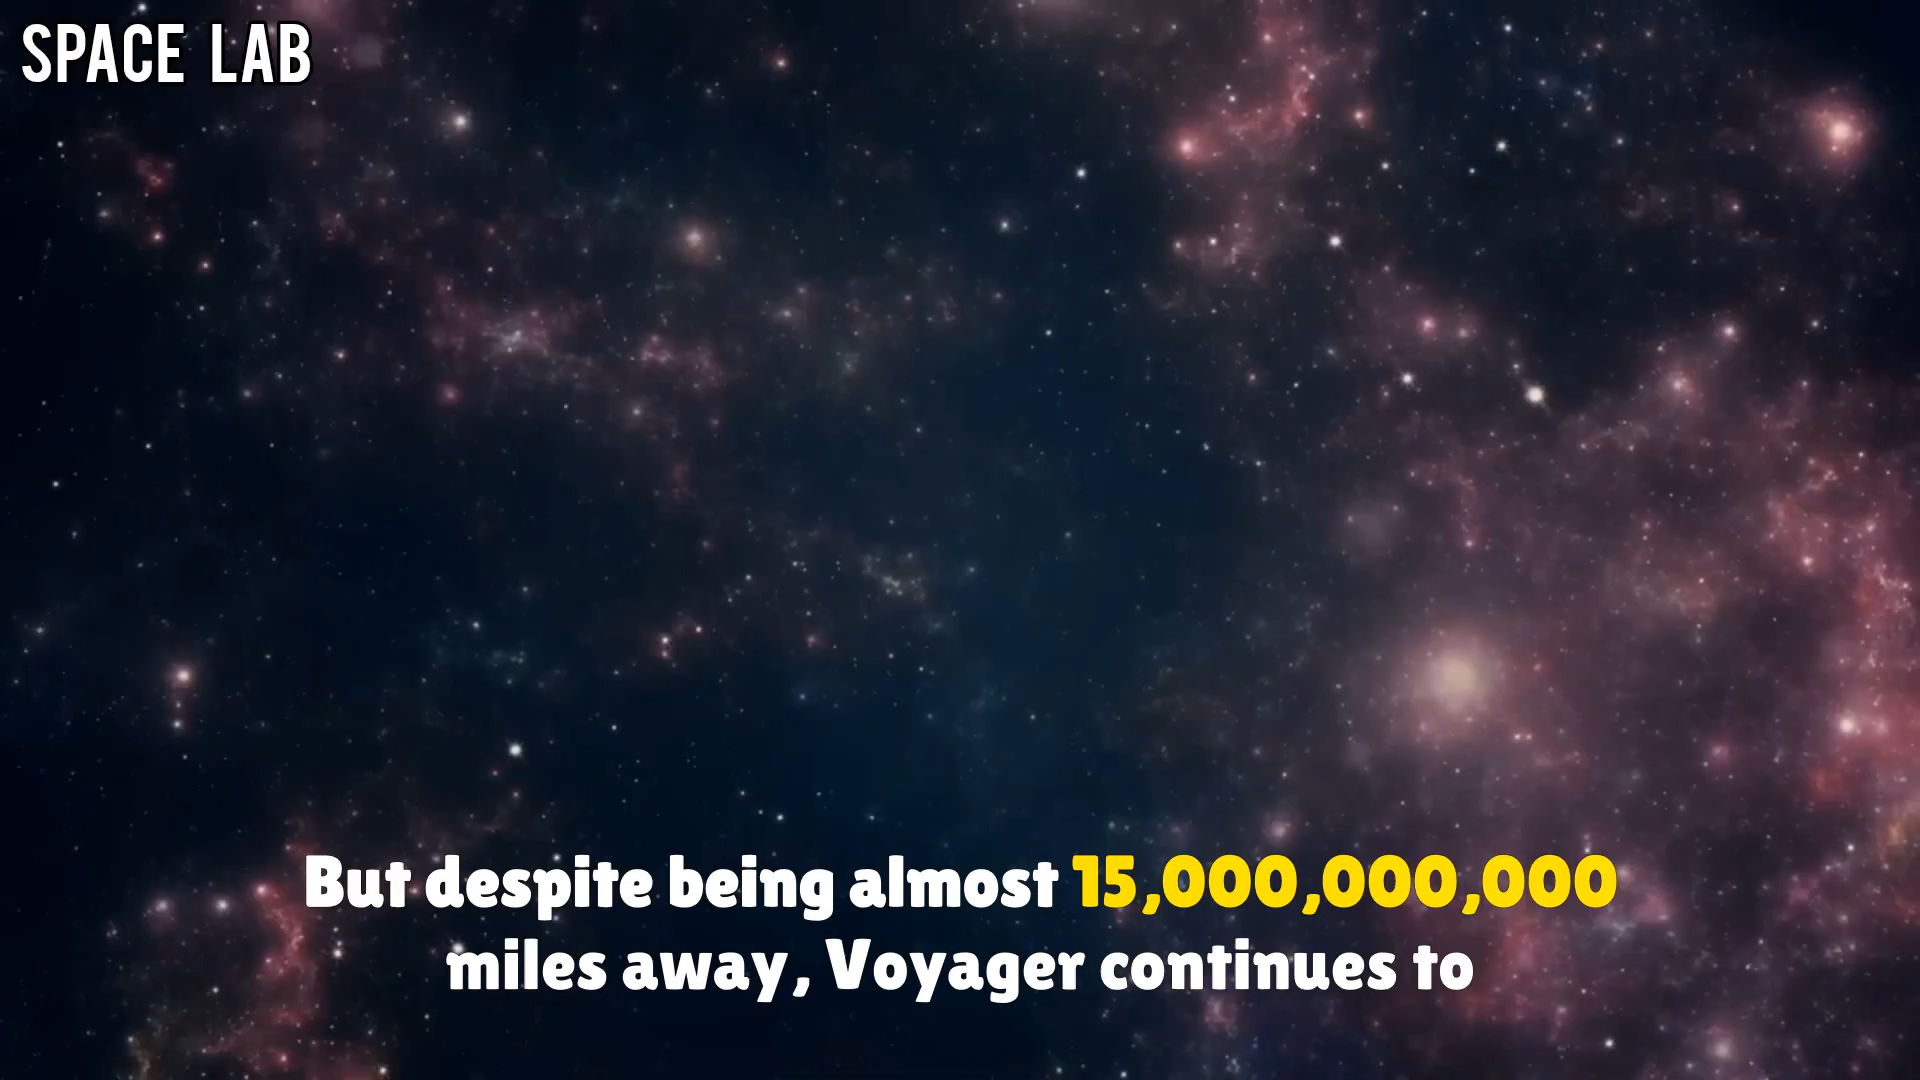 SPACE LAB
But despite being almost 15,000,000,000
miles away, Voyager continues to